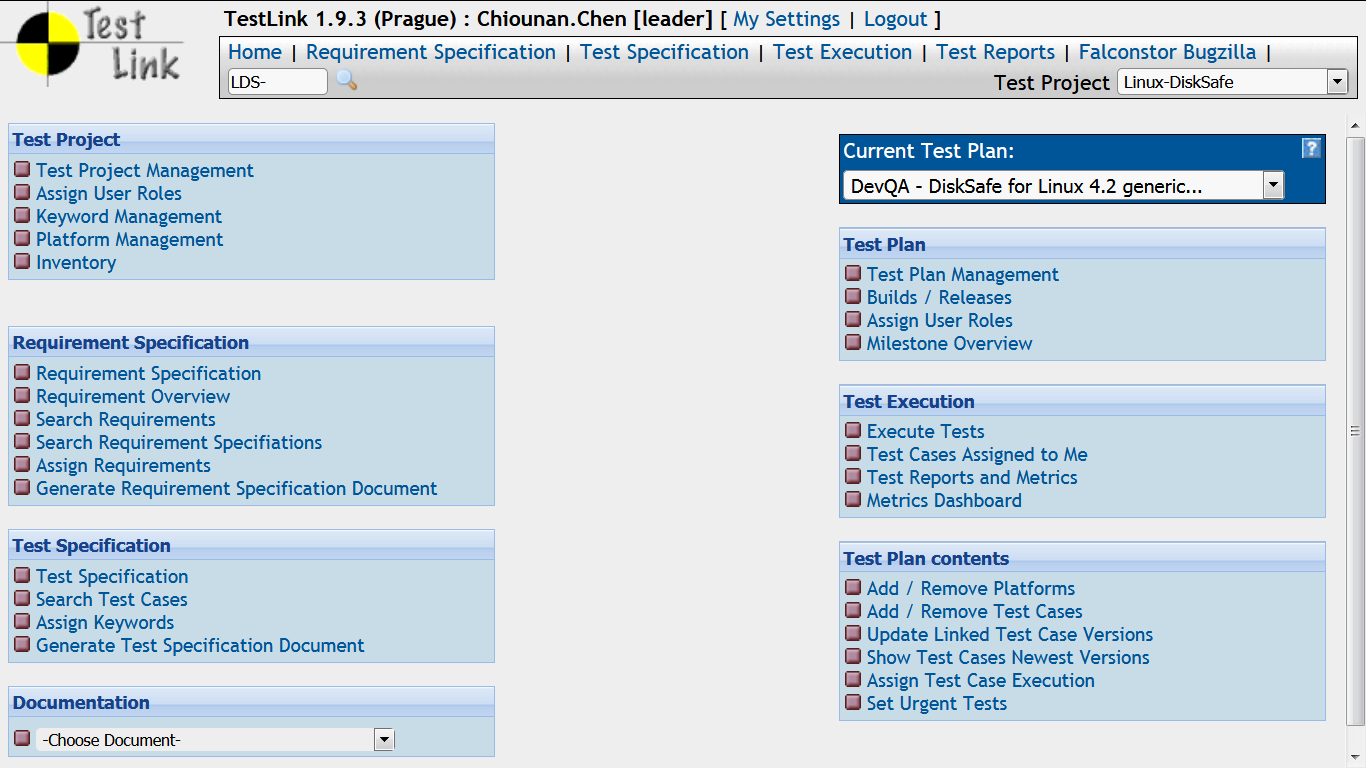 Test
Link
TestLink 1.9.3 (Prague) : Chiounan.Chen [leader] [ My Settings | Logout ]
Home | Requirement Specification | Test Specification | Test Execution | Test Reports | Falconstor Bugzilla |
LDS-
Test Project Linux-DiskSafe
Test Project
Test Project Management
Assign User Roles
Keyword Management
Platform Management
Inventory
Requirement Specification
Requirement Specification
Requirement Overview
Search Requirements
Search Requirement Specifiations
Assign Requirements
Generate Requirement Specification Document
Test Specification
Test Specification
Search Test Cases
Assign Keywords
Generate Test Specification Document
Documentation
-Choose Document-
Current Test Plan: ?
DevQA - DiskSafe for Linux 4.2 generic...
Test Plan
Test Plan Management
Builds / Releases
Assign User Roles
Milestone Overview
Test Execution
Execute Tests
Test Cases Assigned to Me
Test Reports and Metrics
Metrics Dashboard
Test Plan contents
Add / Remove Platforms
Add / Remove Test Cases
Update Linked Test Case Versions
Show Test Cases Newest Versions
Assign Test Case Execution
Set Urgent Tests